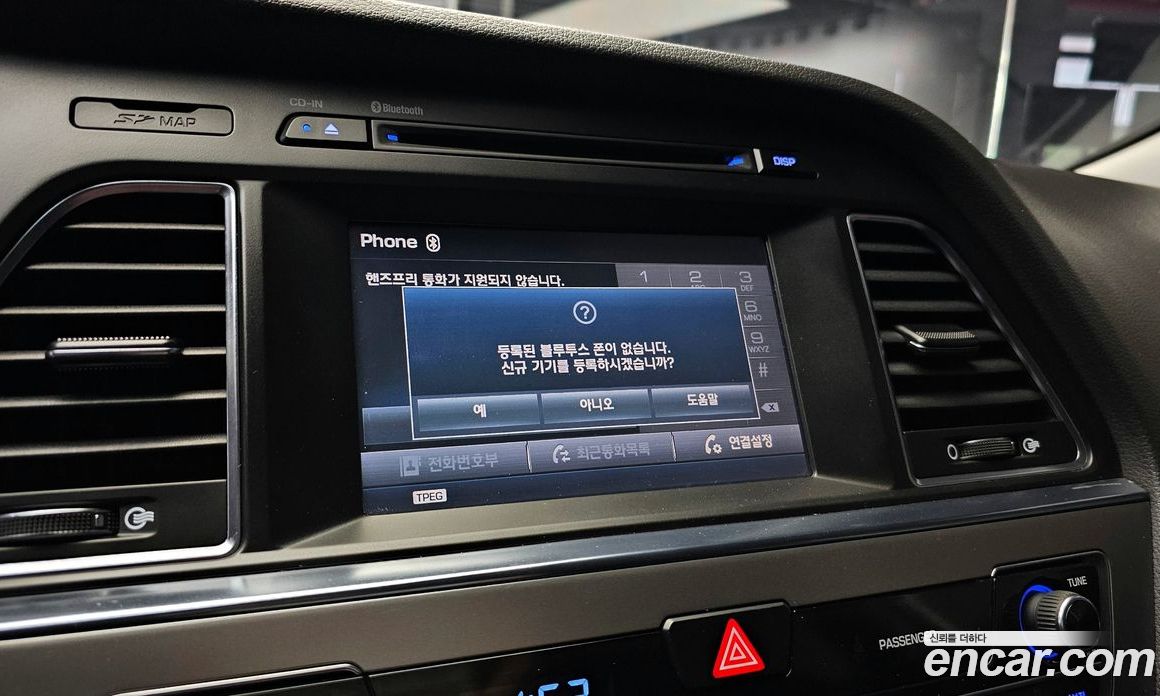 CD-IN
Bluetooth
SD MAP
DISP
Phone
핸즈프리 통화가 지원되지 않습니다.
1
2
ABC
3
DEF
6
MNO
9
WXYZ
#
?
등록된 블루투스 폰이 없습니다.
신규 기기를 등록하시겠습니까?
예
아니오
도움말
전화번호부
최근통화목록
연결설정
TPEG
TUNE
PASSENG
신뢰를 더하다
encar.com